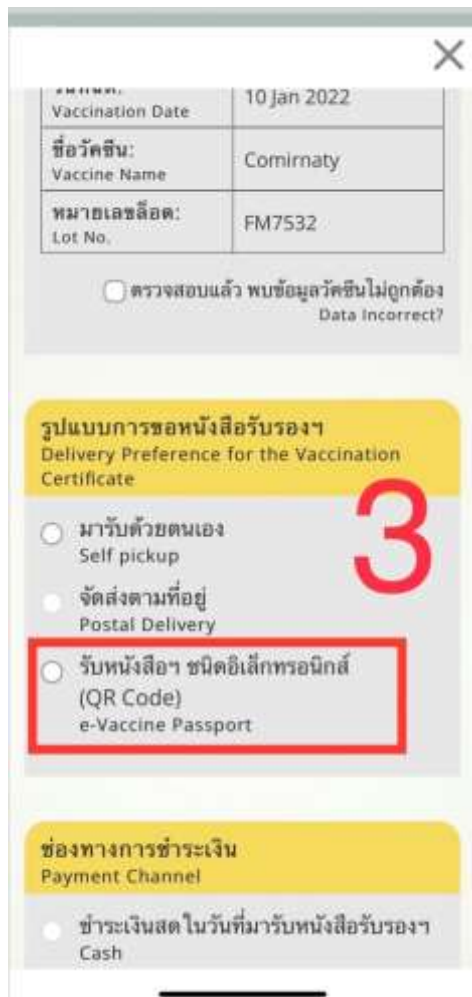 Vaccination Date
10 Jan 2022
ชื่อวัคซีน:
Vaccine Name
Comirnaty
หมายเลขล็อต:
Lot No.
FM7532
ตรวจสอบแล้ว พบข้อมูลวัคซีนไม่ถูกต้อง
Data Incorrect?
รูปแบบการขอหนังสือรับรองฯ
Delivery Preference for the Vaccination
Certificate
3
มารับด้วยตนเอง
Self pickup
จัดส่งตามที่อยู่
Postal Delivery
รับหนังสือฯ ชนิดอิเล็กทรอนิกส์
(QR Code)
e-Vaccine Passport
ช่องทางการชำระเงิน
Payment Channel
ชำระเงินสดในวันที่มารับหนังสือรับรองฯ
Cash